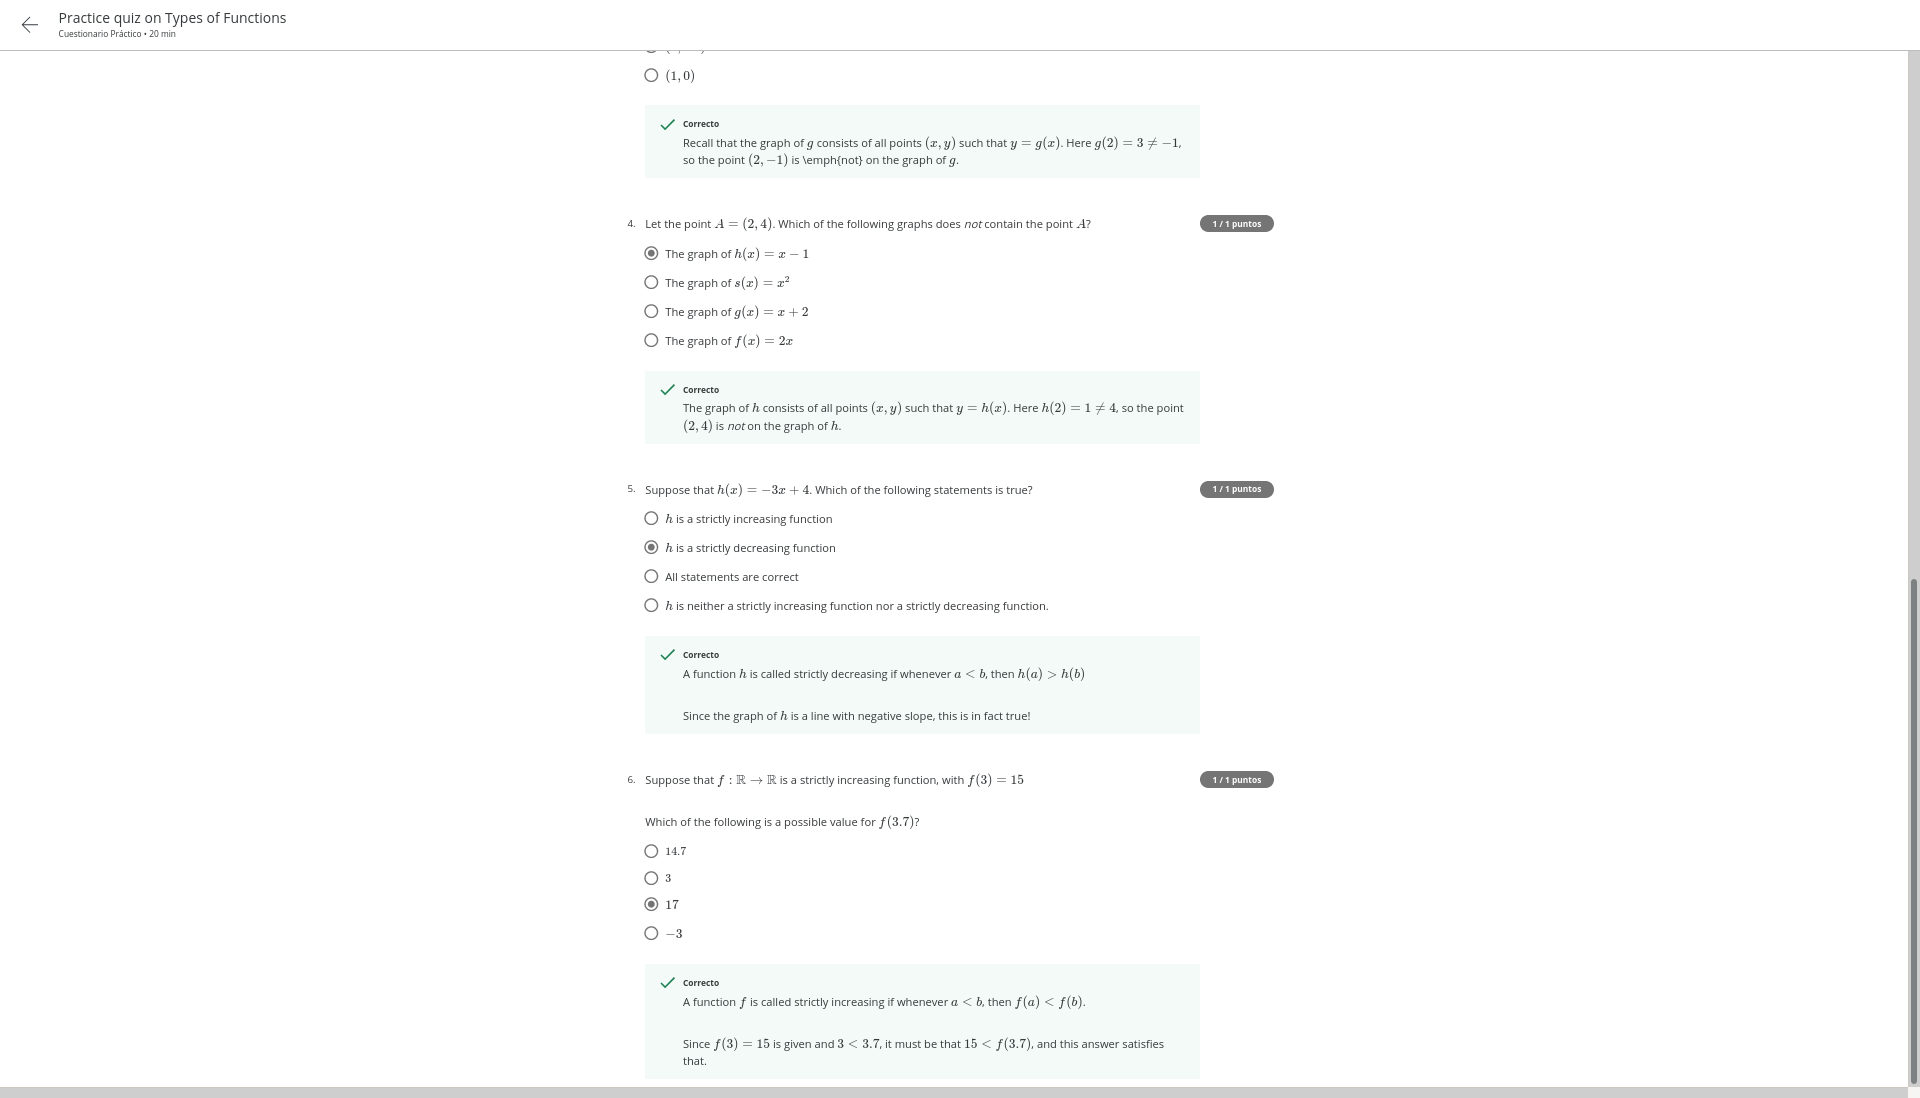 Practice quiz on Types of Functions
Cuestionario Práctico • 20 min
(1, 0)
Correcto
Recall that the graph of g consists of all points (x, y) such that y = g(x). Here g(2) = 3 ≠ −1,
so the point (2, −1) is \emph{not} on the graph of g.
4. Let the point A = (2, 4). Which of the following graphs does not contain the point A?
1 / 1 puntos
The graph of h(x) = x − 1
The graph of s(x) = x²
The graph of g(x) = x + 2
The graph of f(x) = 2x
Correcto
The graph of h consists of all points (x, y) such that y = h(x). Here h(2) = 1 ≠ 4, so the point
(2, 4) is not on the graph of h.
5. Suppose that h(x) = −3x + 4. Which of the following statements is true?
1 / 1 puntos
h is a strictly increasing function
h is a strictly decreasing function
All statements are correct
h is neither a strictly increasing function nor a strictly decreasing function.
Correcto
A function h is called strictly decreasing if whenever a < b, then h(a) > h(b)
Since the graph of h is a line with negative slope, this is in fact true!
6. Suppose that f : ℝ → ℝ is a strictly increasing function, with f(3) = 15
1 / 1 puntos
Which of the following is a possible value for f(3.7)?
14.7
3
17
−3
Correcto
A function f is called strictly increasing if whenever a < b, then f(a) < f(b).
Since f(3) = 15 is given and 3 < 3.7, it must be that 15 < f(3.7), and this answer satisfies
that.